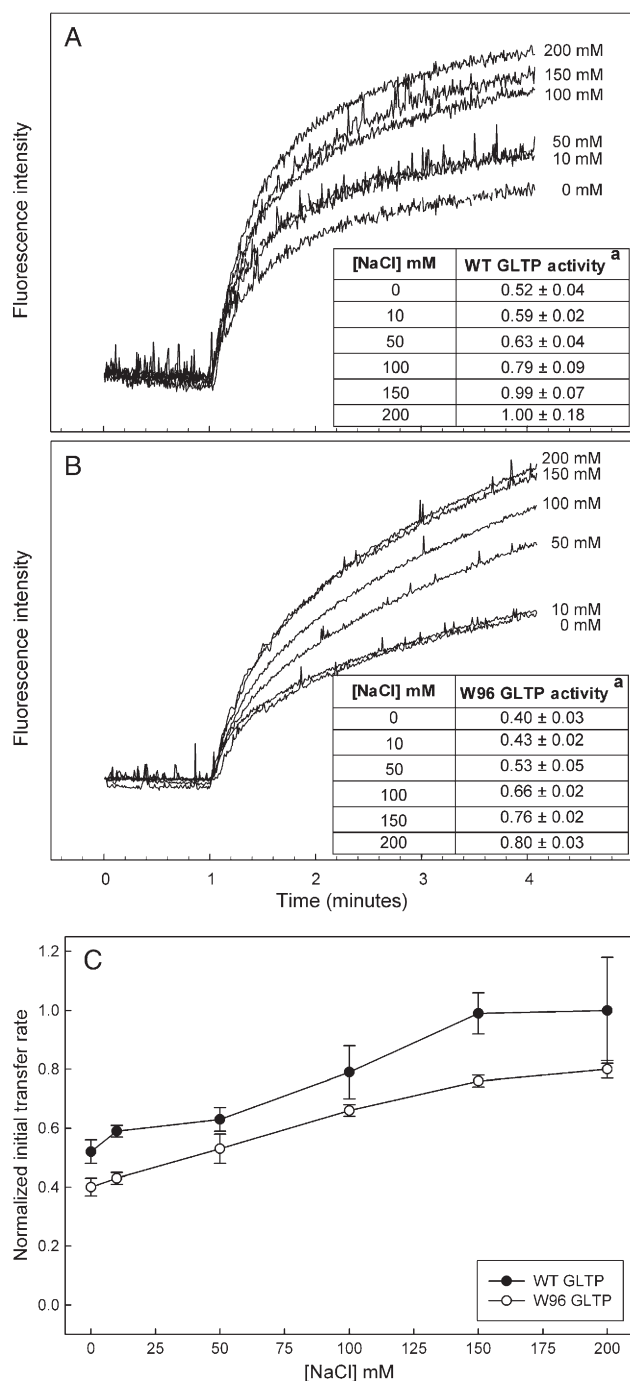 A
Fluorescence intensity
200 mM
150 mM
100 mM
50 mM
10 mM
0 mM
[NaCl] mM WT GLTP activity a
0 0.52 ± 0.04
10 0.59 ± 0.02
50 0.63 ± 0.04
100 0.79 ± 0.09
150 0.99 ± 0.07
200 1.00 ± 0.18
B
Fluorescence intensity
200 mM
150 mM
100 mM
50 mM
10 mM
0 mM
[NaCl] mM W96 GLTP activity a
0 0.40 ± 0.03
10 0.43 ± 0.02
50 0.53 ± 0.05
100 0.66 ± 0.02
150 0.76 ± 0.02
200 0.80 ± 0.03
0 1 2 3 4
Time (minutes)
C
Normalized initial transfer rate
1.2
1.0
0.8
0.6
0.4
0.2
0.0
WT GLTP
W96 GLTP
0 25 50 75 100 125 150 175 200
[NaCl] mM